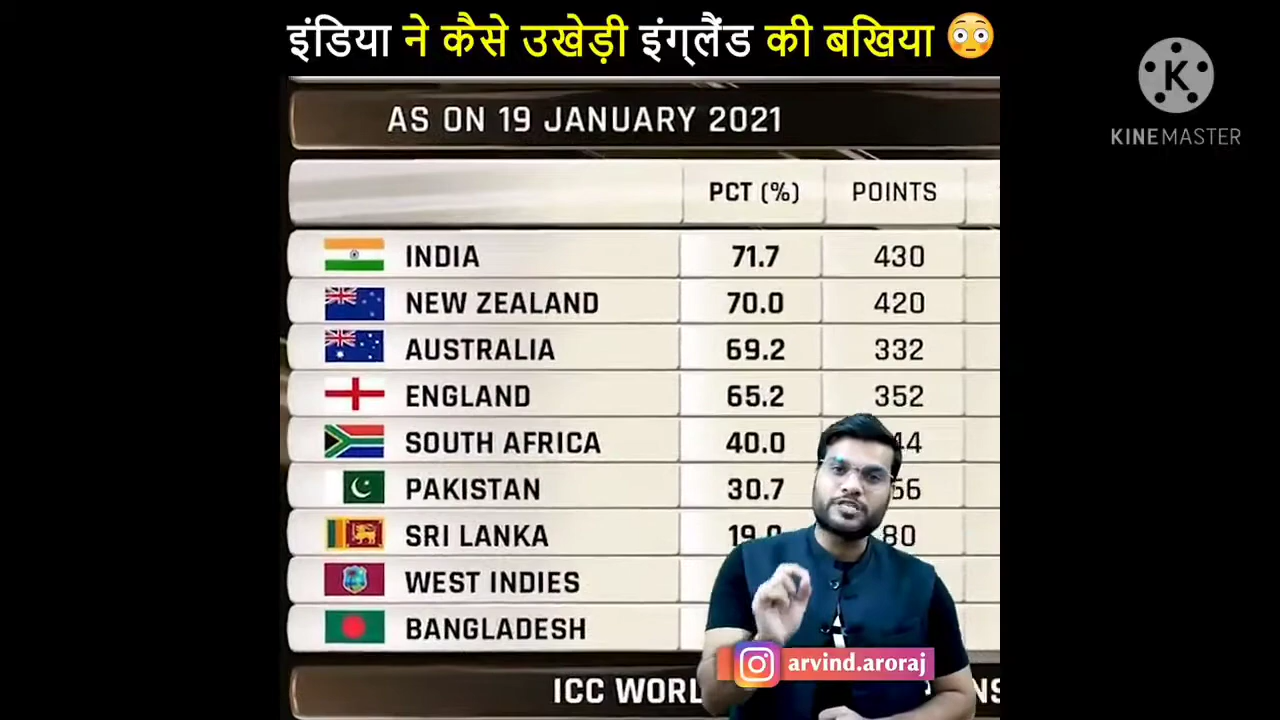 इंडिया ने कैसे उखेड़ी इंग्लैंड की बखिया 😳
K
KINEMASTER
AS ON 19 JANUARY 2021
PCT (%) POINTS
INDIA 71.7 430
NEW ZEALAND 70.0 420
AUSTRALIA 69.2 332
ENGLAND 65.2 352
SOUTH AFRICA 40.0
PAKISTAN 30.7
SRI LANKA 80
WEST INDIES
BANGLADESH
arvind.aroraj
ICC